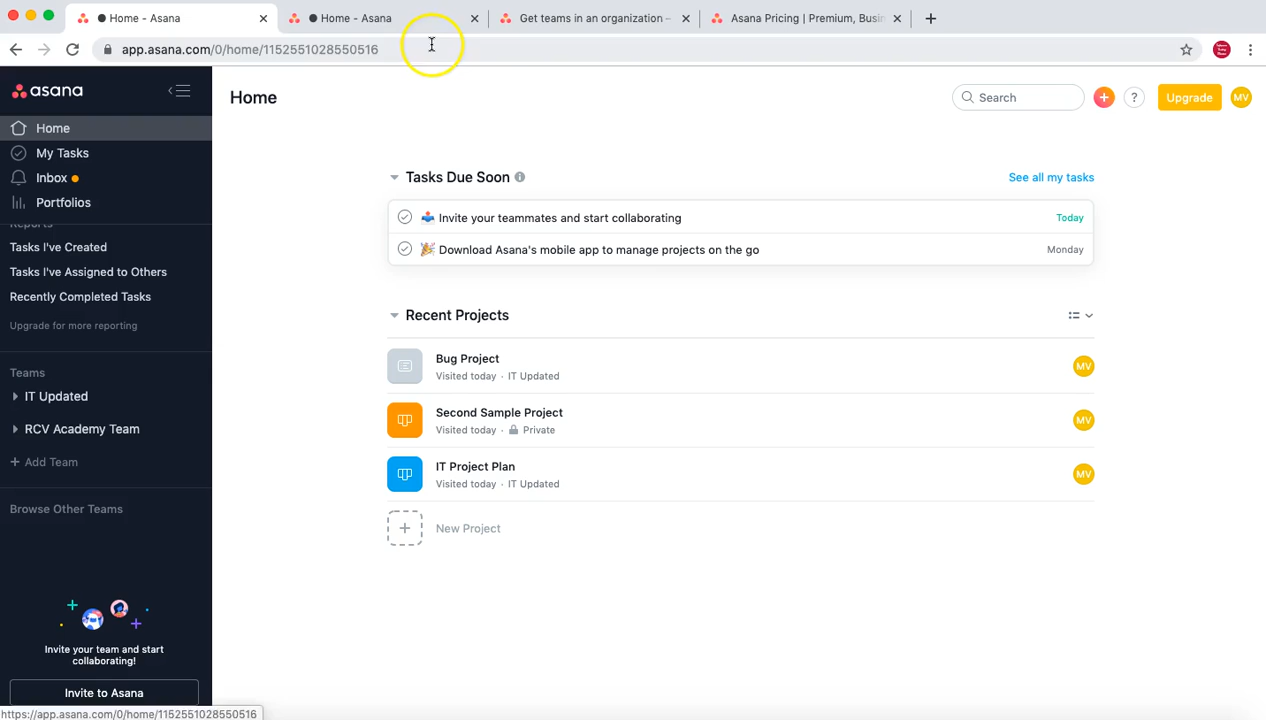 Home - Asana
Home - Asana
Get teams in an organization –
Asana Pricing | Premium, Busin
app.asana.com/0/home/1152551028550516
asana
Home
My Tasks
Inbox
Portfolios
Reports
Tasks I've Created
Tasks I've Assigned to Others
Recently Completed Tasks
Upgrade for more reporting
Teams
IT Updated
RCV Academy Team
+ Add Team
Browse Other Teams
Invite your team and start
collaborating!
Invite to Asana
https://app.asana.com/0/home/1152551028550516
Home
Search
+
?
Upgrade
MV
Tasks Due Soon
See all my tasks
Invite your teammates and start collaborating
Today
Download Asana's mobile app to manage projects on the go
Monday
Recent Projects
Bug Project
Visited today · IT Updated
MV
Second Sample Project
Visited today · Private
MV
IT Project Plan
Visited today · IT Updated
MV
New Project